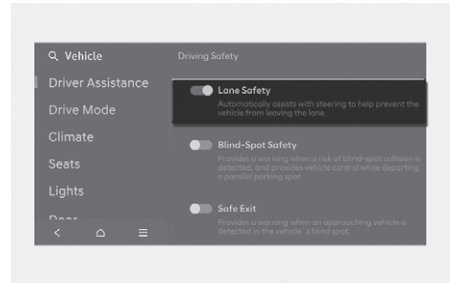 Vehicle
Driver Assistance
Drive Mode
Climate
Seats
Lights
Door
Driving Safety
Lane Safety
Automatically assists with steering to help prevent the
vehicle from leaving the lane.
Blind-Spot Safety
Provides a warning when a risk of blind-spot collision is
detected, and provides vehicle control while departing
a parallel parking spot.
Safe Exit
Provides a warning when an approaching vehicle is
detected in the vehicle's blind spot.